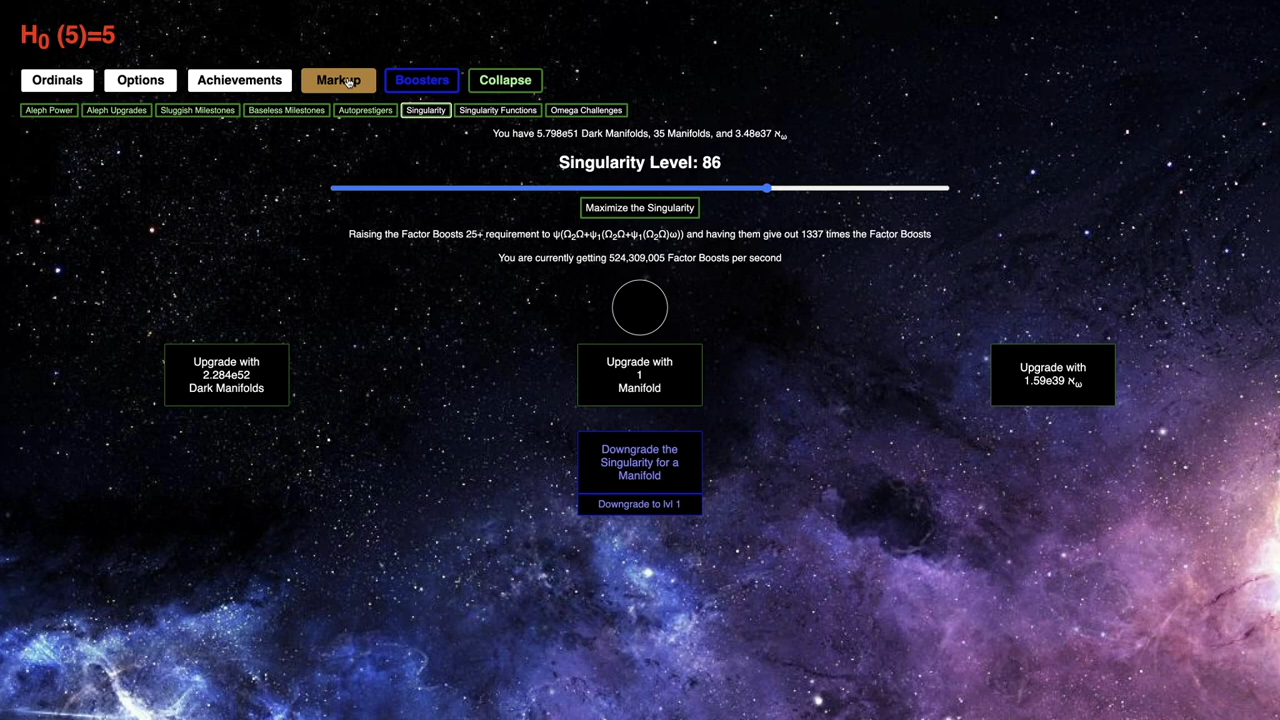 H₀ (5)=5
Ordinals Options Achievements Markup Boosters Collapse
Aleph Power Aleph Upgrades Sluggish Milestones Baseless Milestones Autoprestigers Singularity Singularity Functions Omega Challenges
You have 5.798e51 Dark Manifolds, 35 Manifolds, and 3.48e37 ℵω
Singularity Level: 86
Maximize the Singularity
Raising the Factor Boosts 25+ requirement to ψ(Ω₂Ω+ψ₁(Ω₂Ω+ψ₁(Ω₂Ω)ω)) and having them give out 1337 times the Factor Boosts
You are currently getting 524,309,005 Factor Boosts per second
Upgrade with
2.284e52
Dark Manifolds
Upgrade with
1
Manifold
Upgrade with
1.59e39 ℵω
Downgrade the
Singularity for a
Manifold
Downgrade to lvl 1